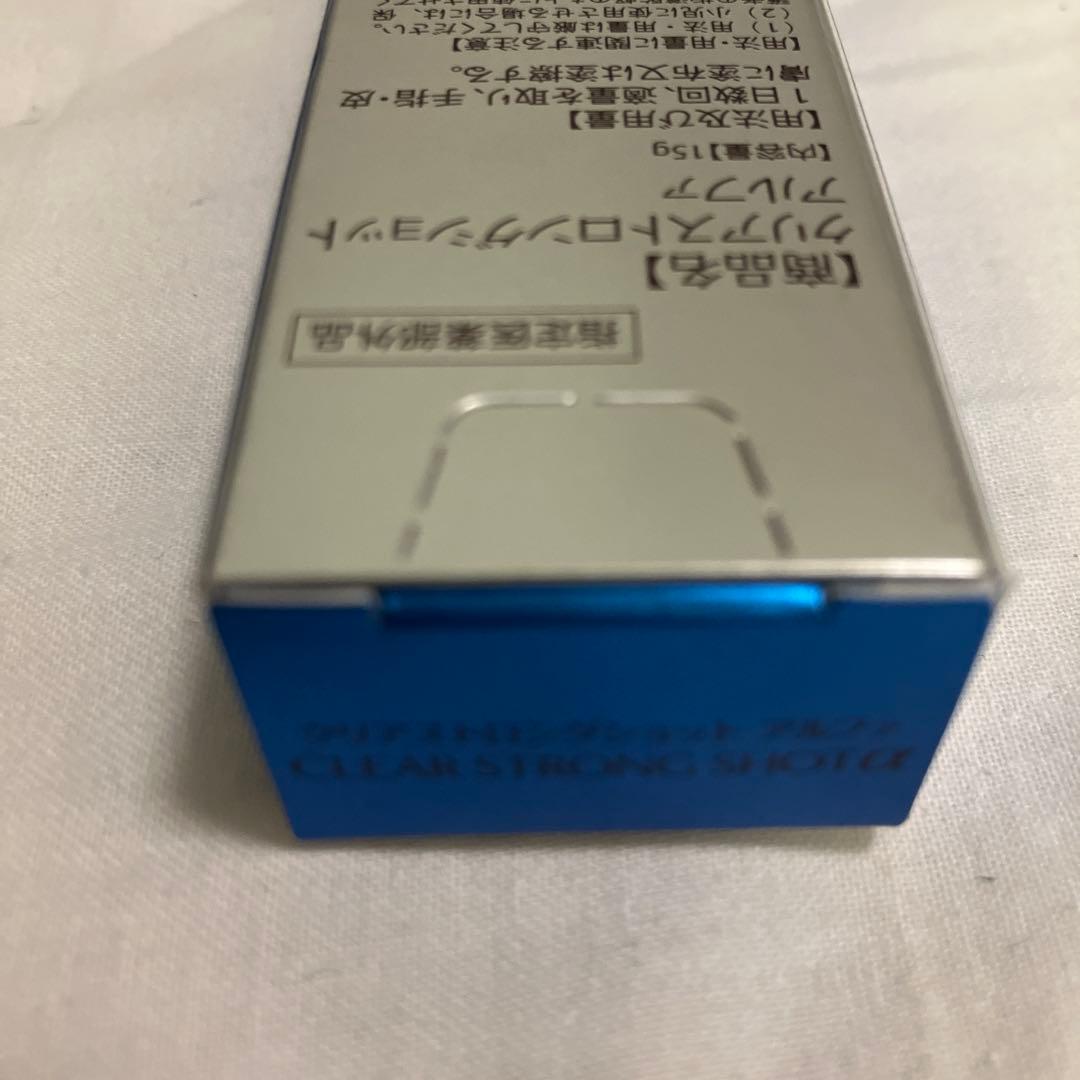 指定医薬部外品
【商品名】
クリアストロングショット
アルファ
【内容量】15g
【用法及び用量】
1日数回、適量を取り、手指・皮
膚に塗布又は塗擦する。
【用法・用量に関連する注意】
(1) 用法・用量は厳守してください。
(2) 小児に使用させる場合には、保
クリアストロングショット アルファ
CLEAR STRONG SHOT α